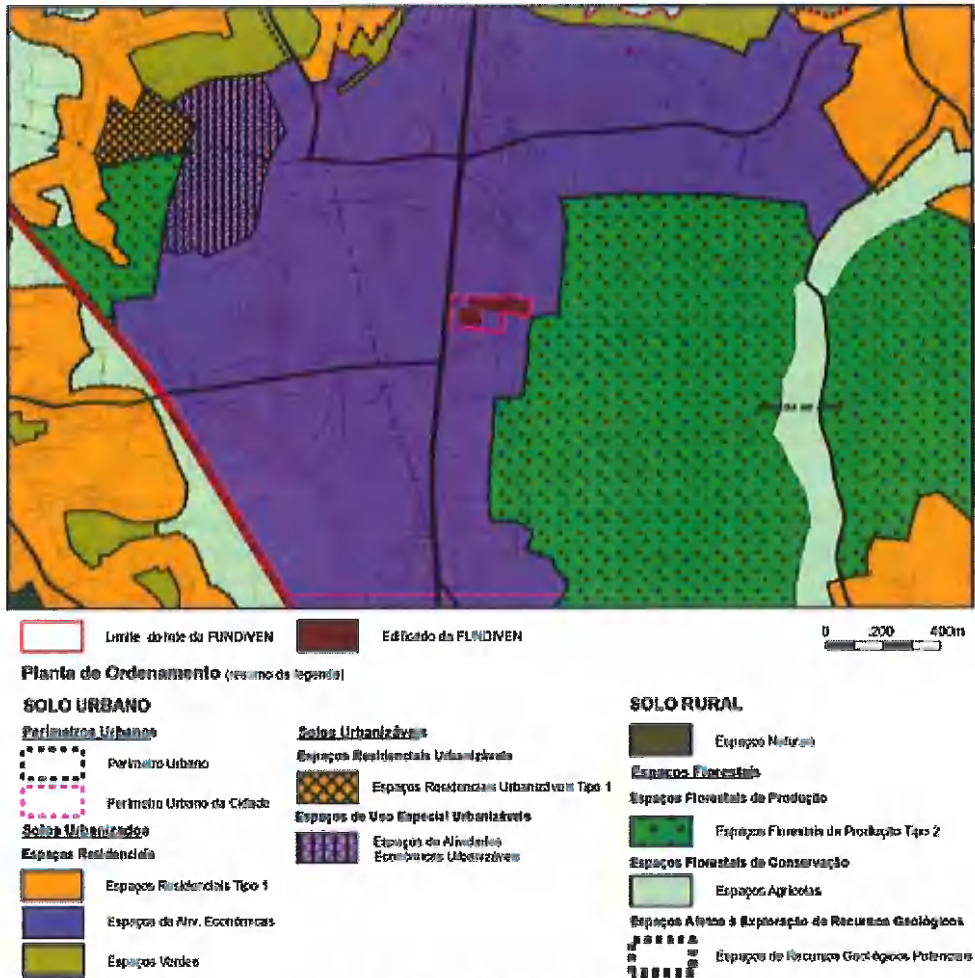 Limite do lote da FUNDIVEN
Edificado da FUNDIVEN
0 200 400m
Planta de Ordenamento (resumo da legenda)
SOLO URBANO
Perímetros Urbanos
Perímetro Urbano
Perímetro Urbano da Cidade
Solos Urbanizados
Espaços Residenciais
Espaços Residenciais Tipo 1
Espaços de Ativ. Económicas
Espaços Verdes
Solos Urbanizáveis
Espaços Residenciais Urbanizáveis
Espaços Residenciais Urbanizáveis Tipo 1
Espaços de Uso Especial Urbanizáveis
Espaços de Atividades
Económicas Urbanizáveis
SOLO RURAL
Espaços Naturais
Espaços Florestais
Espaços Florestais de Produção
Espaços Florestais de Produção Tipo 2
Espaços Florestais de Conservação
Espaços Agrícolas
Espaços Afetos à Exploração de Recursos Geológicos
Espaços de Recursos Geológicos Potenciais